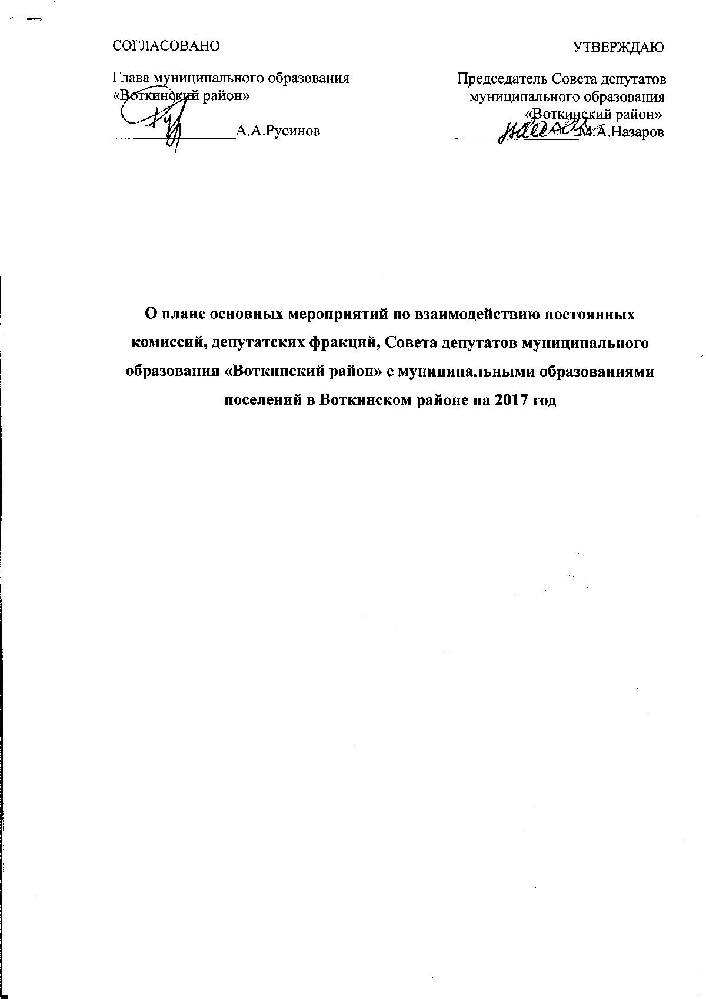 СОГЛАСОВАНО
Глава муниципального образования
«Воткинский район»
________________А.А.Русинов
УТВЕРЖДАЮ
Председатель Совета депутатов
муниципального образования
«Воткинский район»
________________М.А.Назаров
О плане основных мероприятий по взаимодействию постоянных
комиссий, депутатских фракций, Совета депутатов муниципального
образования «Воткинский район» с муниципальными образованиями
поселений в Воткинском районе на 2017 год